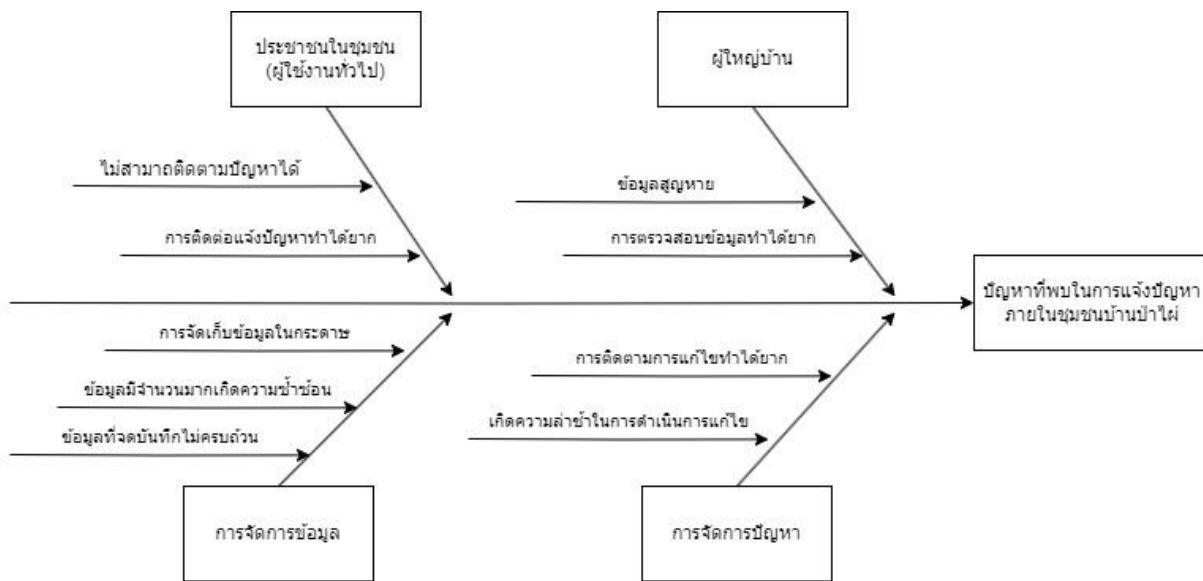 ประชาชนในชุมชน
(ผู้ใช้งานทั่วไป)
ผู้ใหญ่บ้าน
ไม่สามาถติดตามปัญหาได้
ข้อมูลสูญหาย
การติดต่อแจ้งปัญหาทำได้ยาก
การตรวจสอบข้อมูลทำได้ยาก
ปัญหาที่พบในการแจ้งปัญหา
ภายในชุมชนบ้านป่าไผ่
การจัดเก็บข้อมูลในกระดาษ
การติดตามการแก้ไขทำได้ยาก
ข้อมูลมีจำนวนมากเกิดความซ้ำซ้อน
เกิดความล่าช้าในการดำเนินการแก้ไข
ข้อมูลที่จดบันทึกไม่ครบถ้วน
การจัดการข้อมูล
การจัดการปัญหา